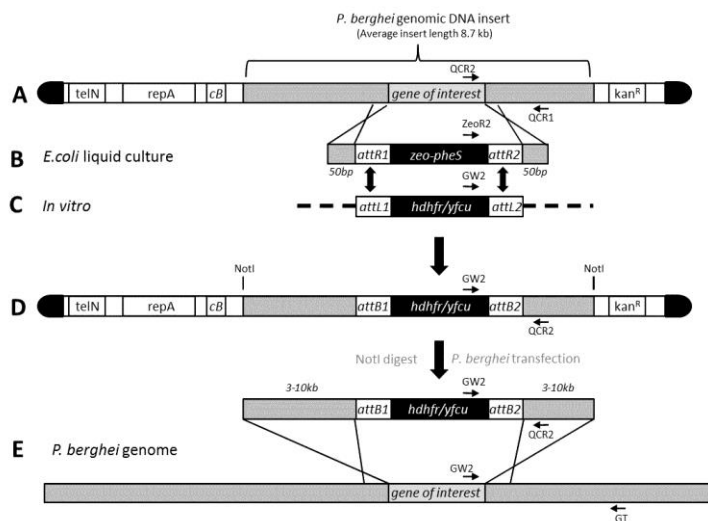 P. berghei genomic DNA insert
(Average insert length 8.7 kb)
QCR2
A telN repA cB gene of interest kanR
QCR1
ZeoR2
B E.coli liquid culture attR1 zeo-pheS attR2
50bp 50bp
GW2
C In vitro attL1 hdhfr/yfcu attL2
NotI NotI
GW2
D telN repA cB attB1 hdhfr/yfcu attB2 kanR
QCR2
NotI digest P. berghei transfection
GW2
3-10kb 3-10kb
attB1 hdhfr/yfcu attB2
QCR2
E P. berghei genome
GW2
gene of interest
GT